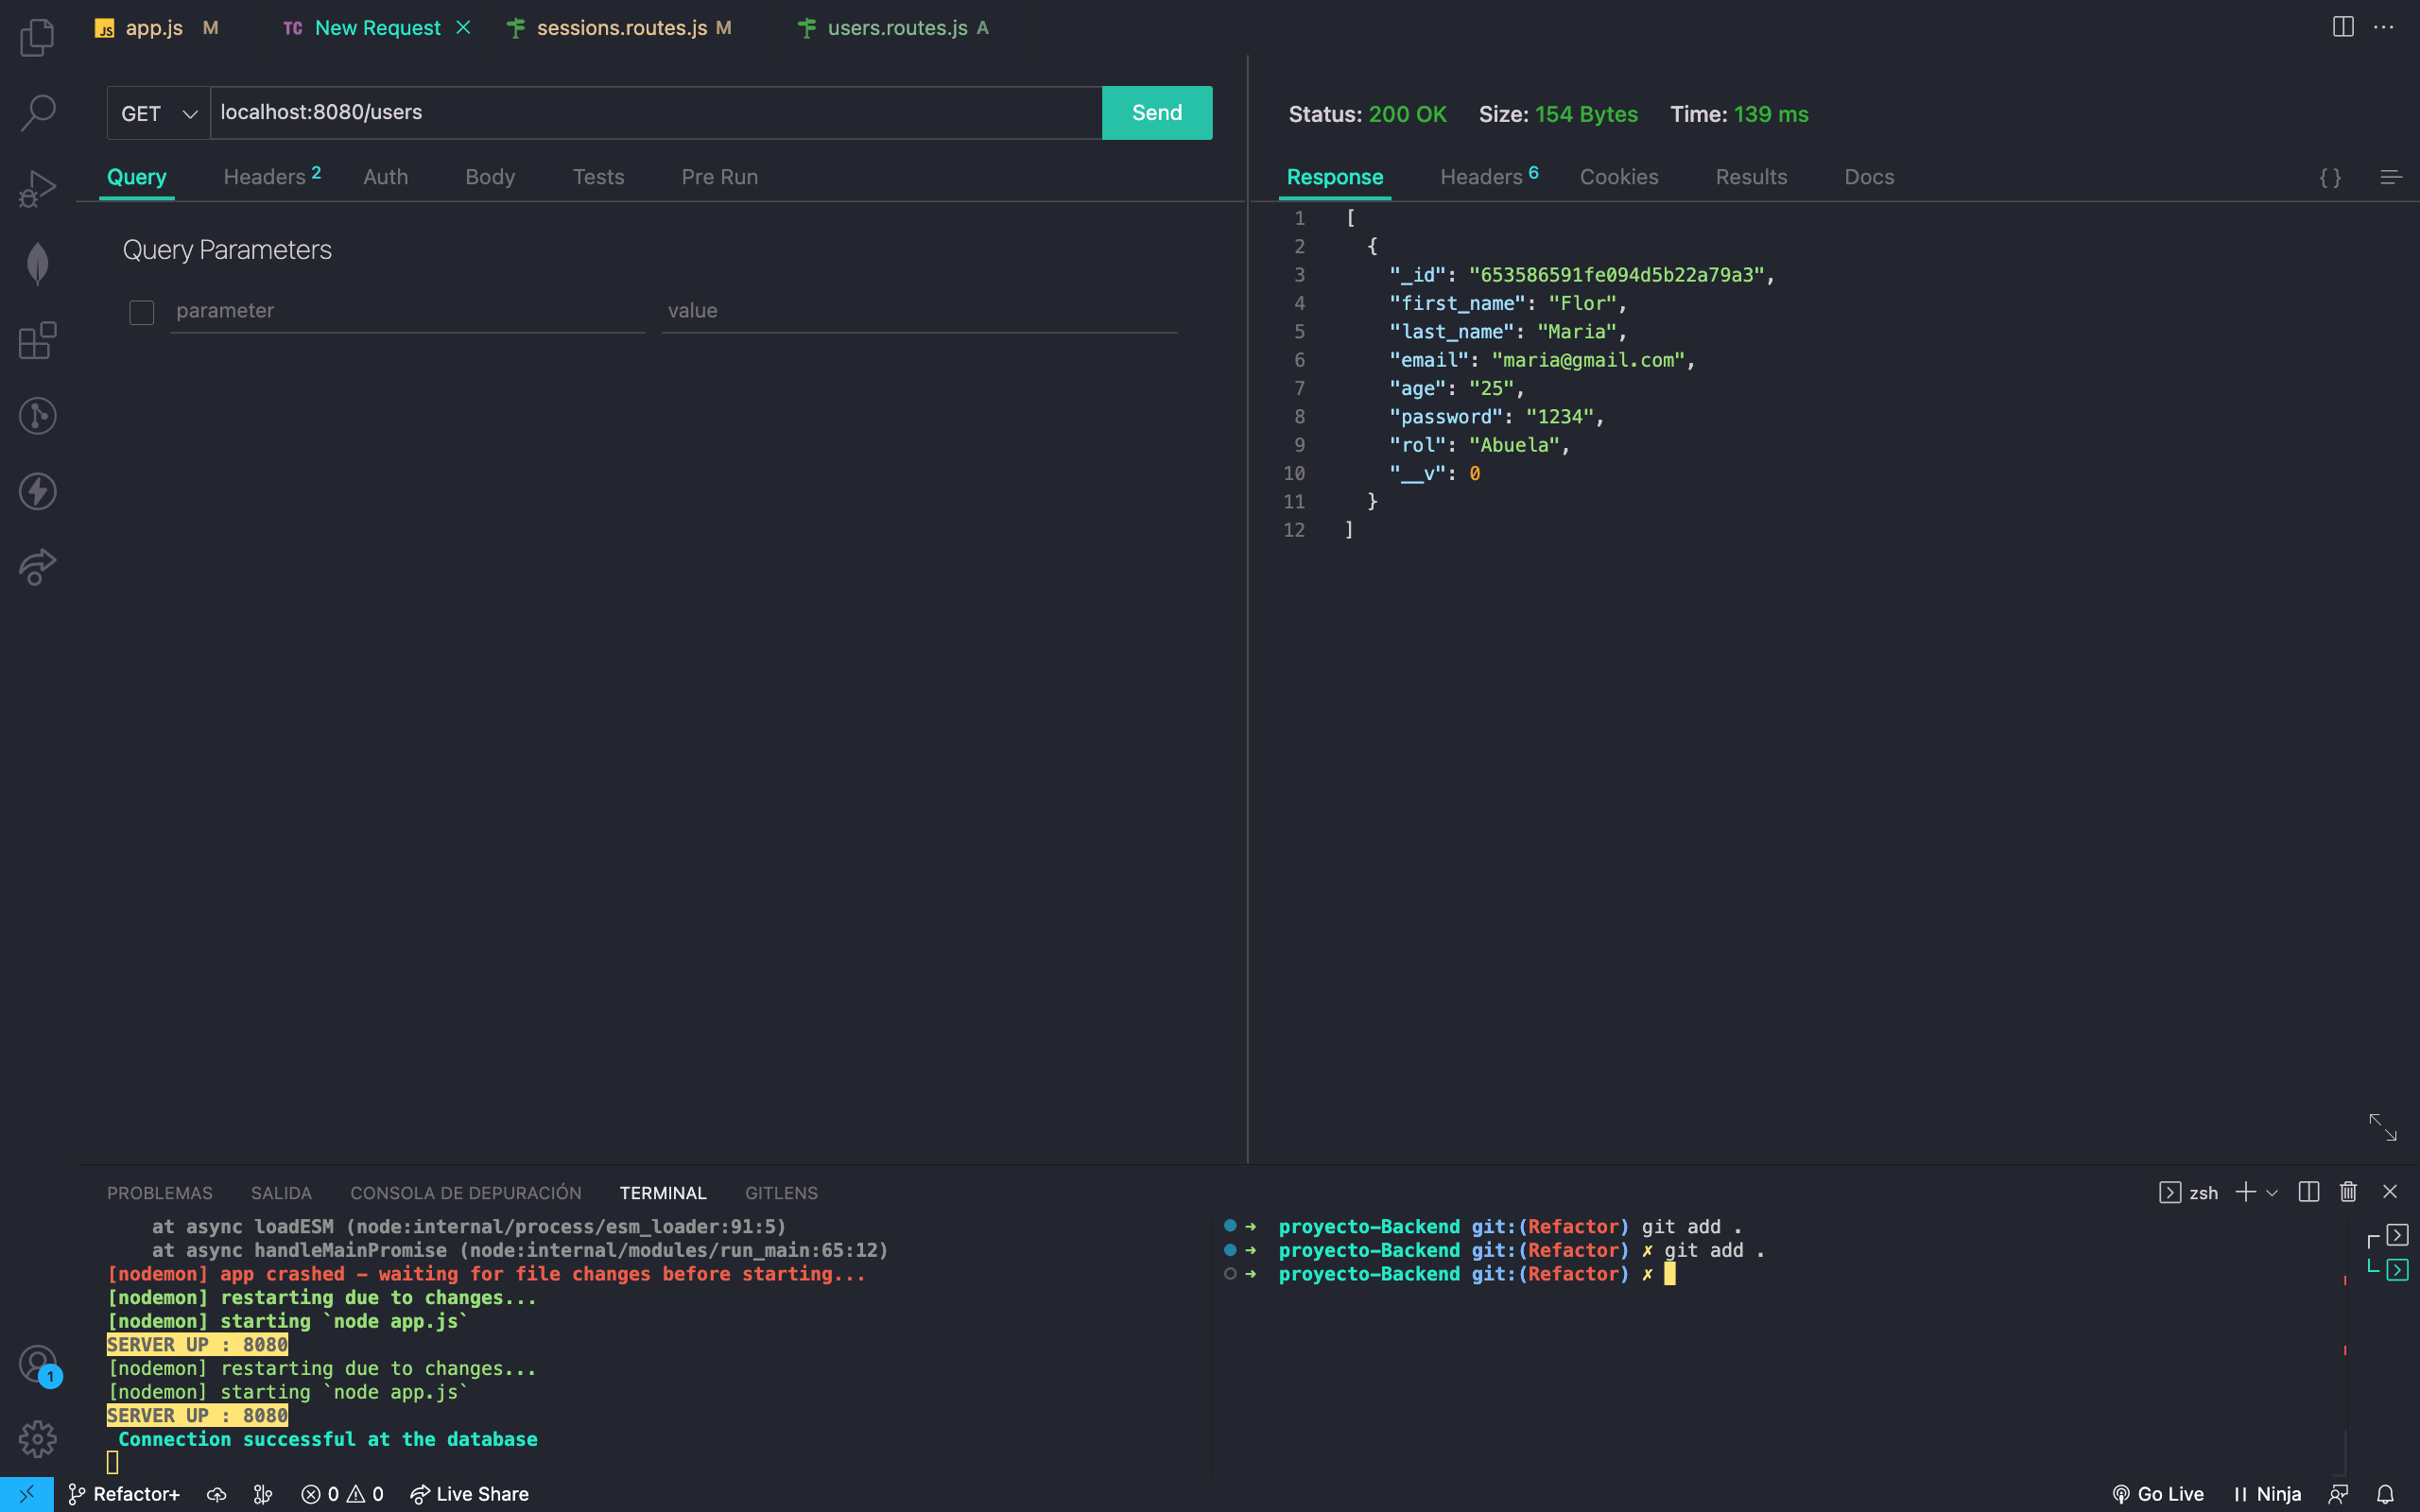 app.js M
TC New Request
sessions.routes.js M
users.routes.js A
GET localhost:8080/users Send
Query Headers 2 Auth Body Tests Pre Run
Query Parameters
parameter value
Status: 200 OK Size: 154 Bytes Time: 139 ms
Response Headers 6 Cookies Results Docs
{ }
1 [
2 {
3 "_id": "653586591fe094d5b22a79a3",
4 "first_name": "Flor",
5 "last_name": "Maria",
6 "email": "maria@gmail.com",
7 "age": "25",
8 "password": "1234",
9 "rol": "Abuela",
10 "__v": 0
11 }
12 ]
PROBLEMAS SALIDA CONSOLA DE DEPURACIÓN TERMINAL GITLENS
zsh
at async loadESM (node:internal/process/esm_loader:91:5)
at async handleMainPromise (node:internal/modules/run_main:65:12)
[nodemon] app crashed - waiting for file changes before starting...
[nodemon] restarting due to changes...
[nodemon] starting `node app.js`
SERVER UP : 8080
[nodemon] restarting due to changes...
[nodemon] starting `node app.js`
SERVER UP : 8080
Connection successful at the database
➜ proyecto-Backend git:(Refactor) git add .
➜ proyecto-Backend git:(Refactor) ✗ git add .
➜ proyecto-Backend git:(Refactor) ✗
1
Refactor+ 0 0 Live Share
Go Live Ninja